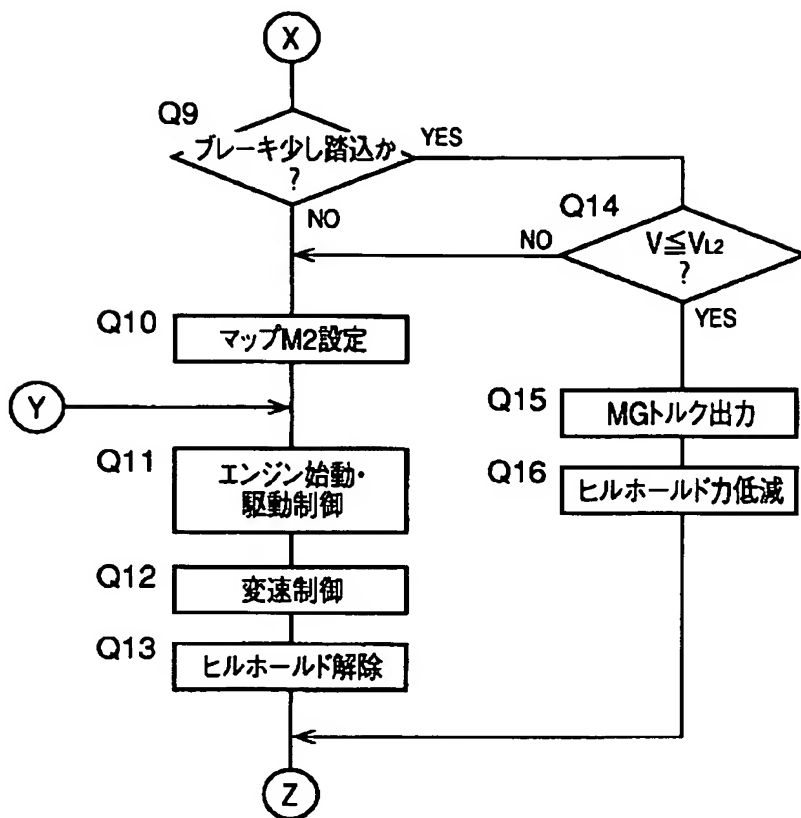 X
Q9
ブレーキ少し踏込か
?
YES
NO
Q14
V≦VL2
?
NO
YES
Q10
マップM2設定
Y
Q15
MGトルク出力
Q11
エンジン始動・
駆動制御
Q16
ヒルホールド力低減
Q12
変速制御
Q13
ヒルホールド解除
Z